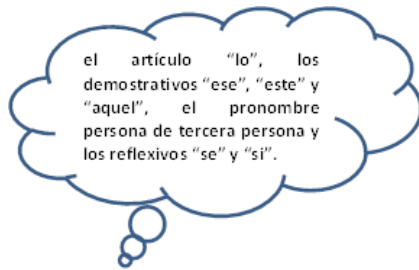 el artículo “lo”, los
demostrativos “ese”, “este” y
“aquel”, el pronombre
persona de tercera persona y
los reflexivos “se” y “si”.